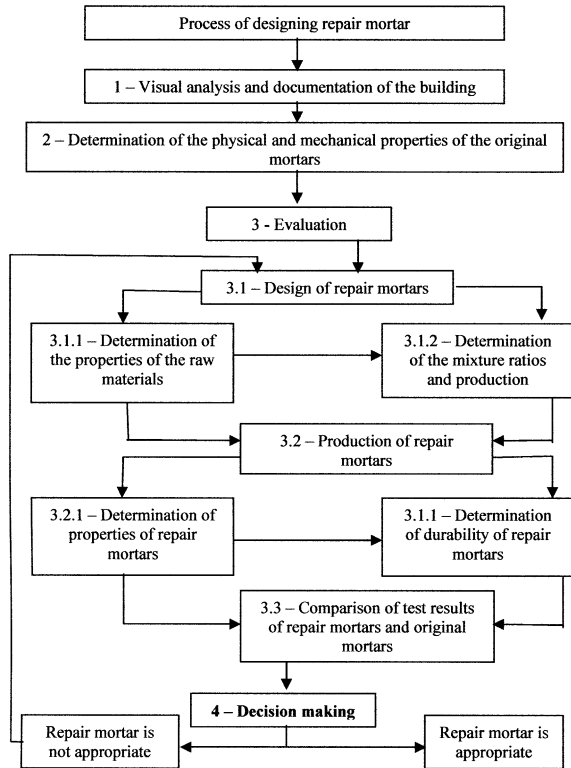 Process of designing repair mortar
1 – Visual analysis and documentation of the building
2 – Determination of the physical and mechanical properties of the original
mortars
3 - Evaluation
3.1 – Design of repair mortars
3.1.1 – Determination of
the properties of the raw
materials
3.1.2 – Determination
of the mixture ratios
and production
3.2 – Production of repair
mortars
3.2.1 – Determination of
properties of repair
mortars
3.1.1 – Determination
of durability of repair
mortars
3.3 – Comparison of test results
of repair mortars and original
mortars
4 – Decision making
Repair mortar is
not appropriate
Repair mortar is
appropriate